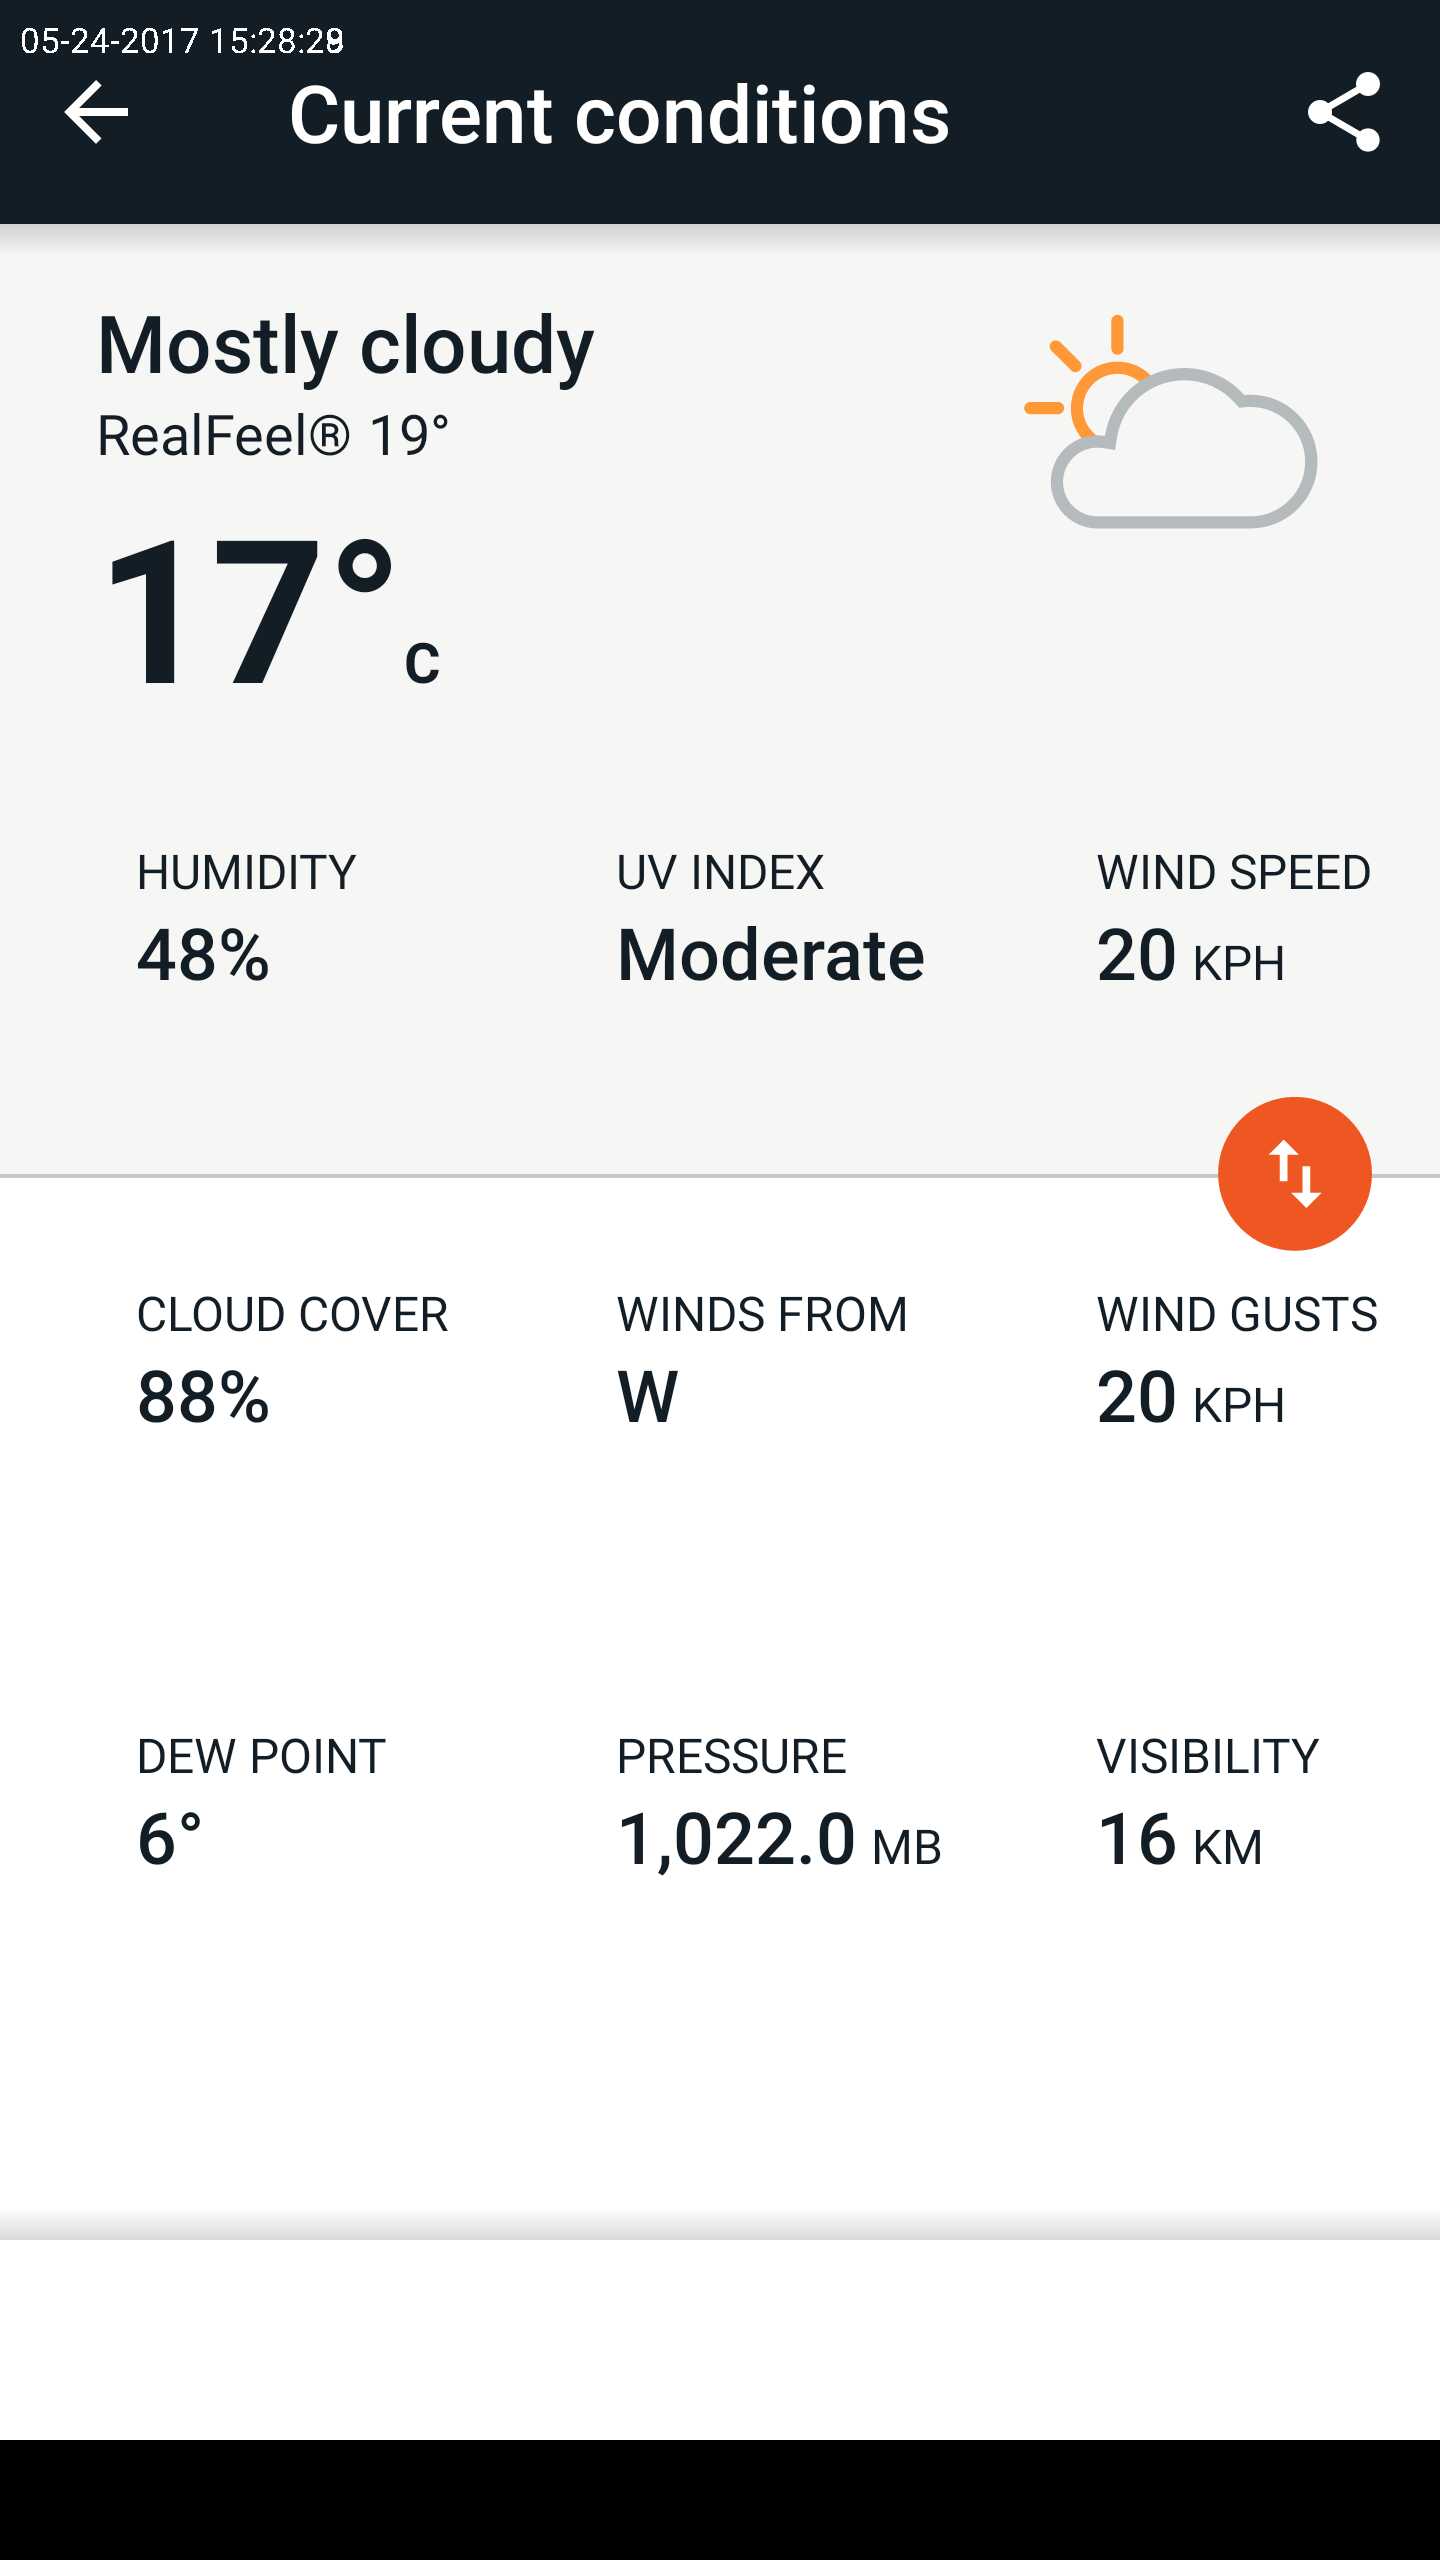 05-24-2017 15:28:29
Current conditions
Mostly cloudy
RealFeel® 19°
17° C
HUMIDITY UV INDEX WIND SPEED
48% Moderate 20 KPH
CLOUD COVER WINDS FROM WIND GUSTS
88% W 20 KPH
DEW POINT PRESSURE VISIBILITY
6° 1,022.0 MB 16 KM